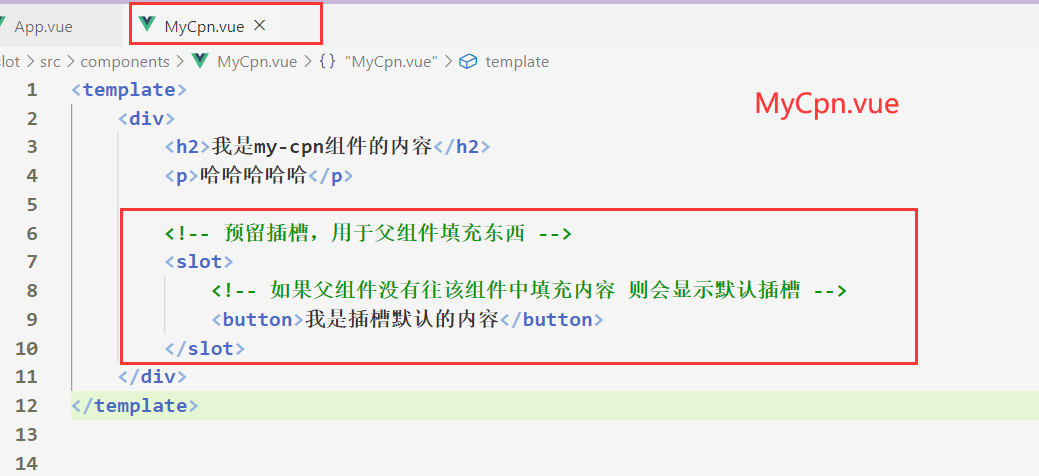 App.vue MyCpn.vue ×
slot > src > components > MyCpn.vue > {} "MyCpn.vue" > template
MyCpn.vue
1 <template>
2 <div>
3 <h2>我是my-cpn组件的内容</h2>
4 <p>哈哈哈哈哈</p>
5
6 <!-- 预留插槽，用于父组件填充东西 -->
7 <slot>
8 <!-- 如果父组件没有往该组件中填充内容 则会显示默认插槽 -->
9 <button>我是插槽默认的内容</button>
10 </slot>
11 </div>
12 </template>
13
14